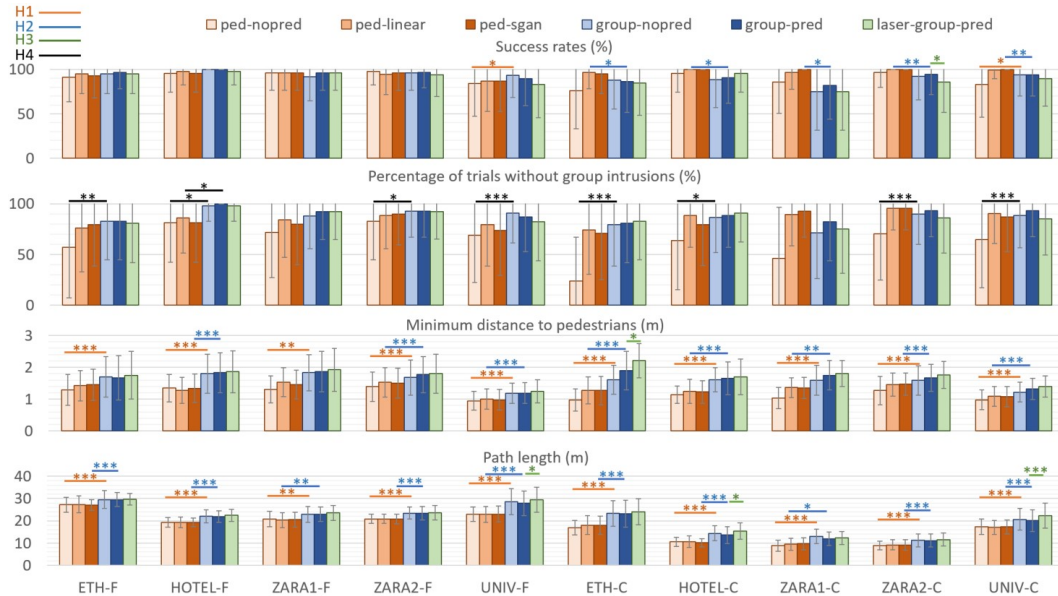 H1 ped-nopred ped-linear ped-sgan group-nopred group-pred laser-group-pred
H2
H3
H4
Success rates (%)
* * * * ** * * **
100
50
0
Percentage of trials without group intrusions (%)
** * * * *** *** * *** ***
100
50
0
Minimum distance to pedestrians (m)
*** *** *** ** *** *** *** *** *** *** * *** *** *** ** *** *** *** ***
3
2
1
0
Path length (m)
*** *** *** *** ** ** *** *** *** *** * *** *** *** *** * *** * *** *** *** *** ***
40
30
20
10
0
ETH-F HOTEL-F ZARA1-F ZARA2-F UNIV-F ETH-C HOTEL-C ZARA1-C ZARA2-C UNIV-C